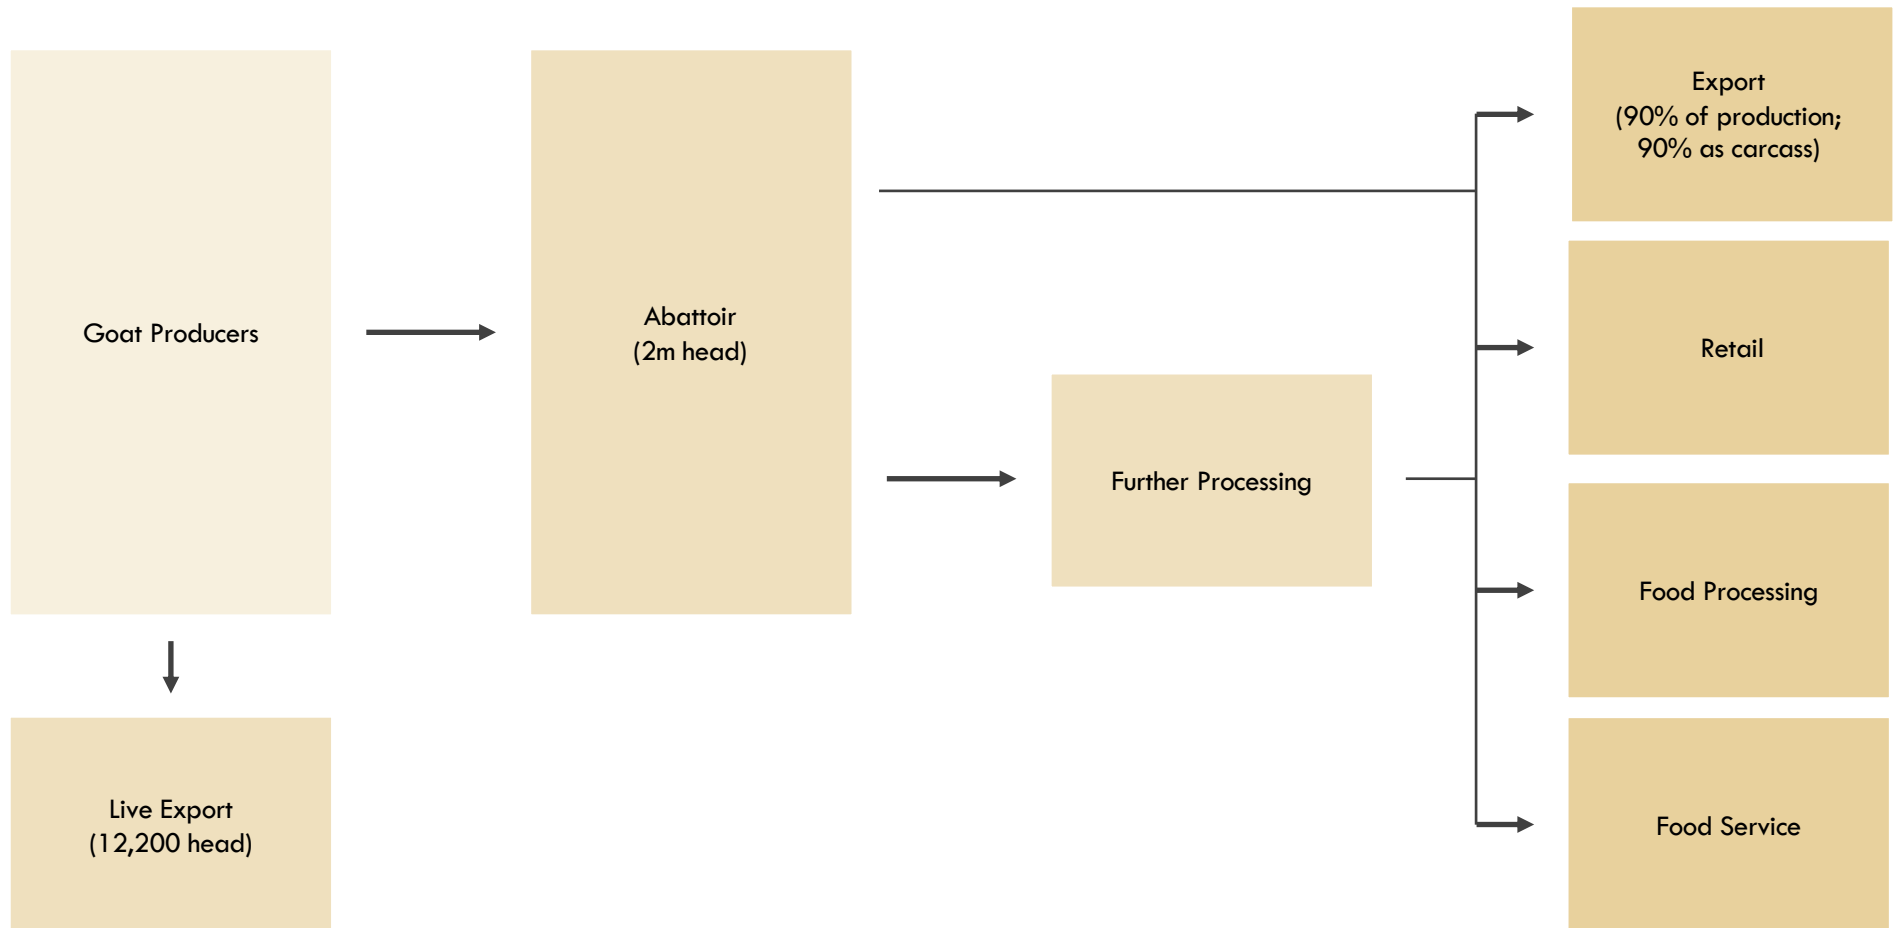 Goat Producers
Abattoir
(2m head)
Further Processing
Export
(90% of production;
90% as carcass)
Retail
Food Processing
Food Service
Live Export
(12,200 head)